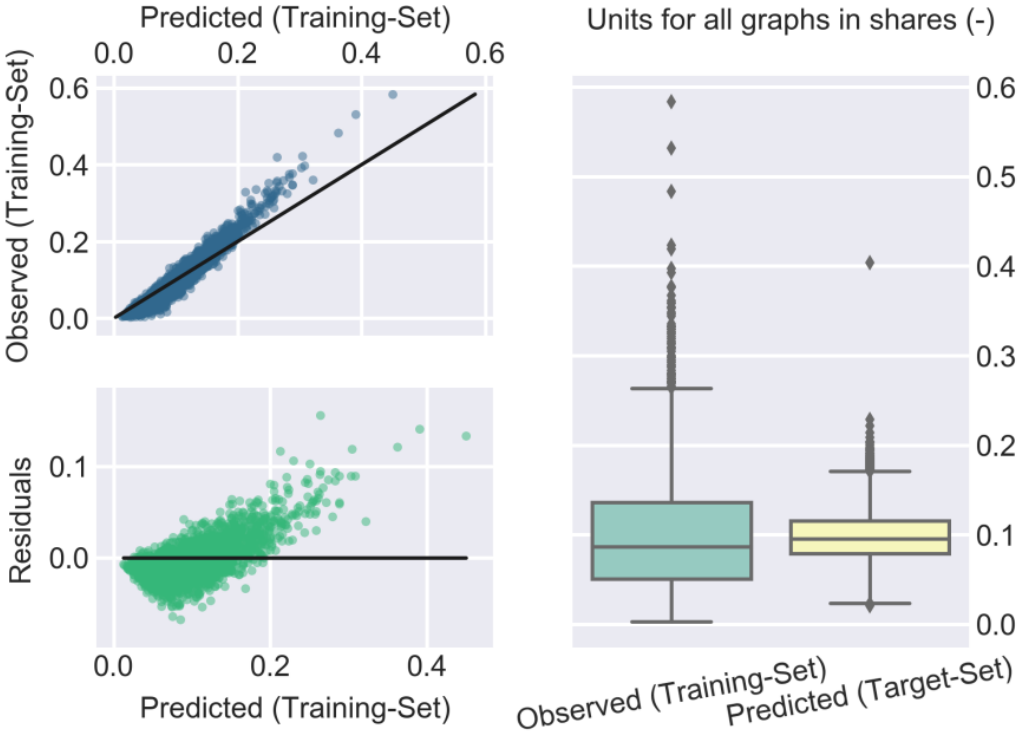 Predicted (Training-Set)
0.0 0.2 0.4 0.6
Observed (Training-Set)
0.6
0.4
0.2
0.0
Residuals
0.1
0.0
0.0 0.2 0.4
Predicted (Training-Set)
Units for all graphs in shares (-)
0.6
0.5
0.4
0.3
0.2
0.1
0.0
Observed (Training-Set)
Predicted (Target-Set)